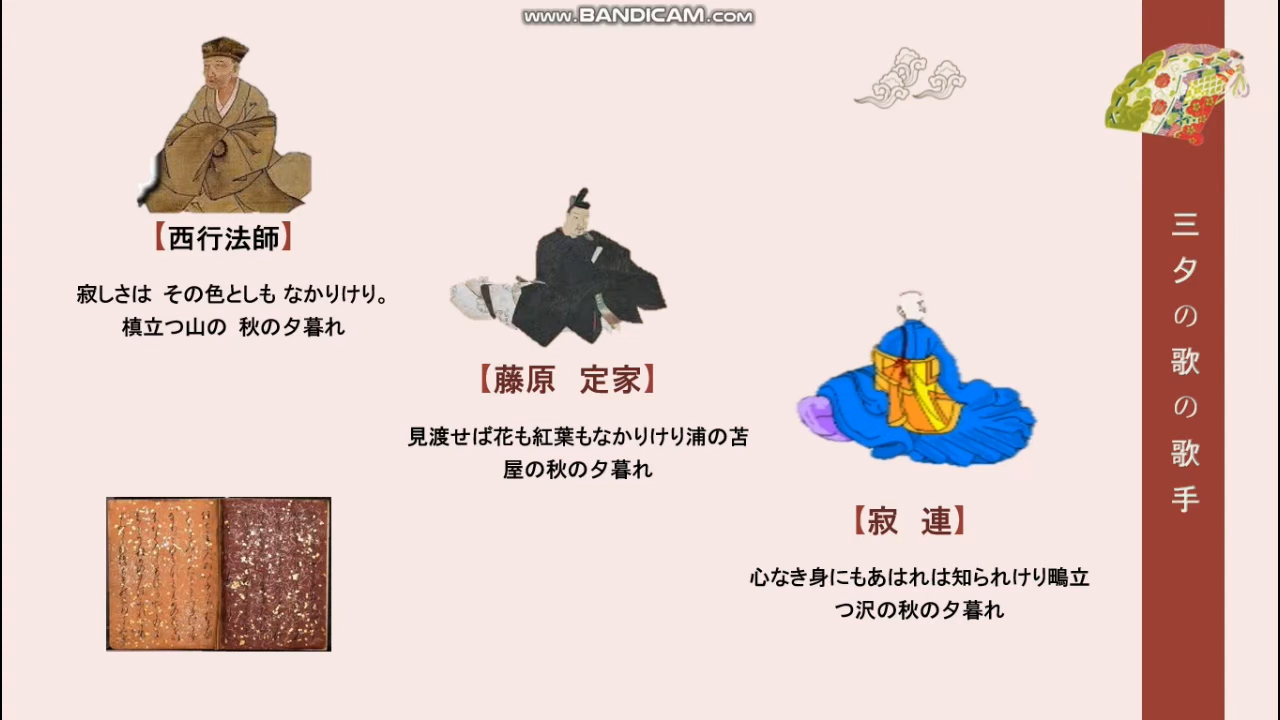 www.BANDICAM.com
三夕の歌の歌手
【西行法師】
寂しさは その色としも なかりけり。
槙立つ山の 秋の夕暮れ
【藤原 定家】
見渡せば花も紅葉もなかりけり浦の苫
屋の秋の夕暮れ
【寂 連】
心なき身にもあはれは知られけり鴫立
つ沢の秋の夕暮れ